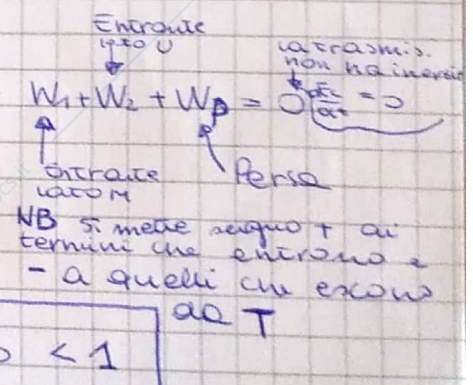 Entrante
lato U
la trasmis.
non ha inerzia
W1 + W2 + Wp = 0 dEc/dt = 0
Entrante
lato M
Persa
NB si mette segno + ai
termini che entrano e
- a quelli che escono
da T
< 1